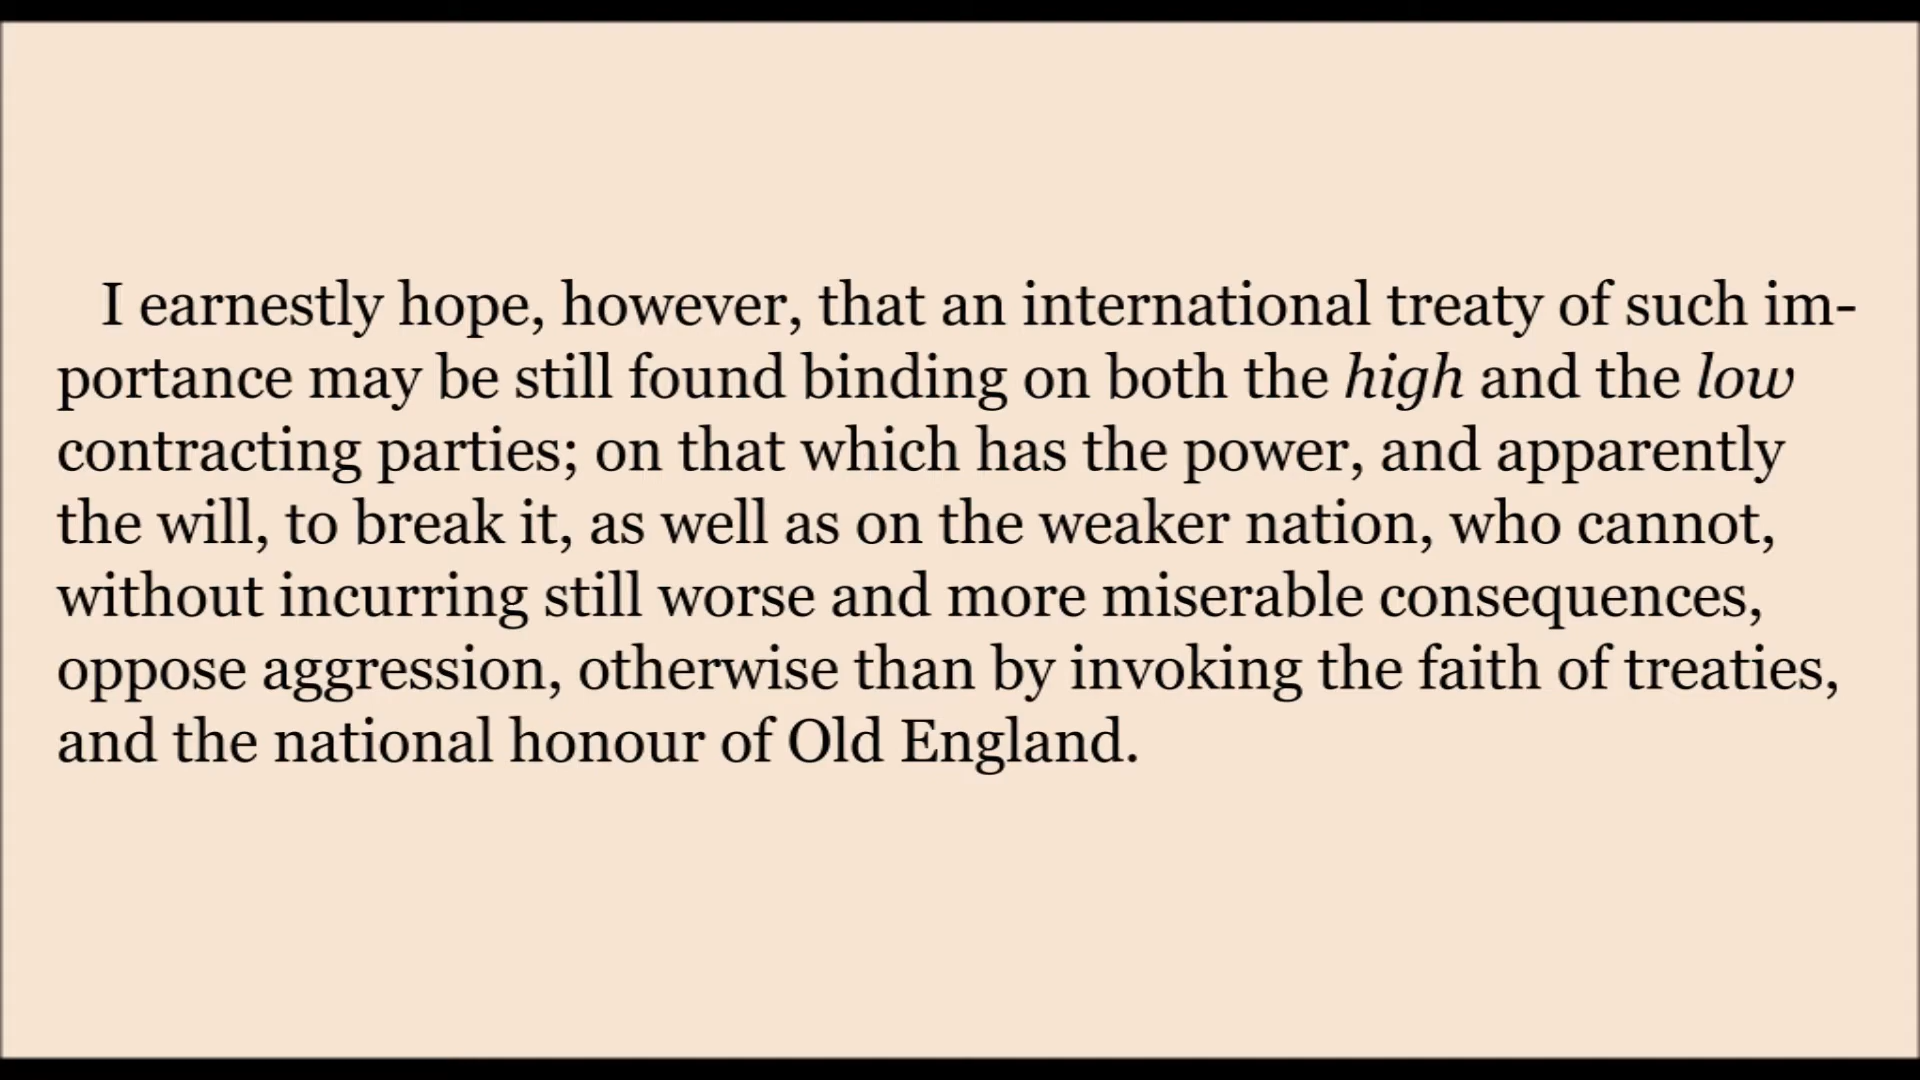 I earnestly hope, however, that an international treaty of such im-
portance may be still found binding on both the high and the low
contracting parties; on that which has the power, and apparently
the will, to break it, as well as on the weaker nation, who cannot,
without incurring still worse and more miserable consequences,
oppose aggression, otherwise than by invoking the faith of treaties,
and the national honour of Old England.